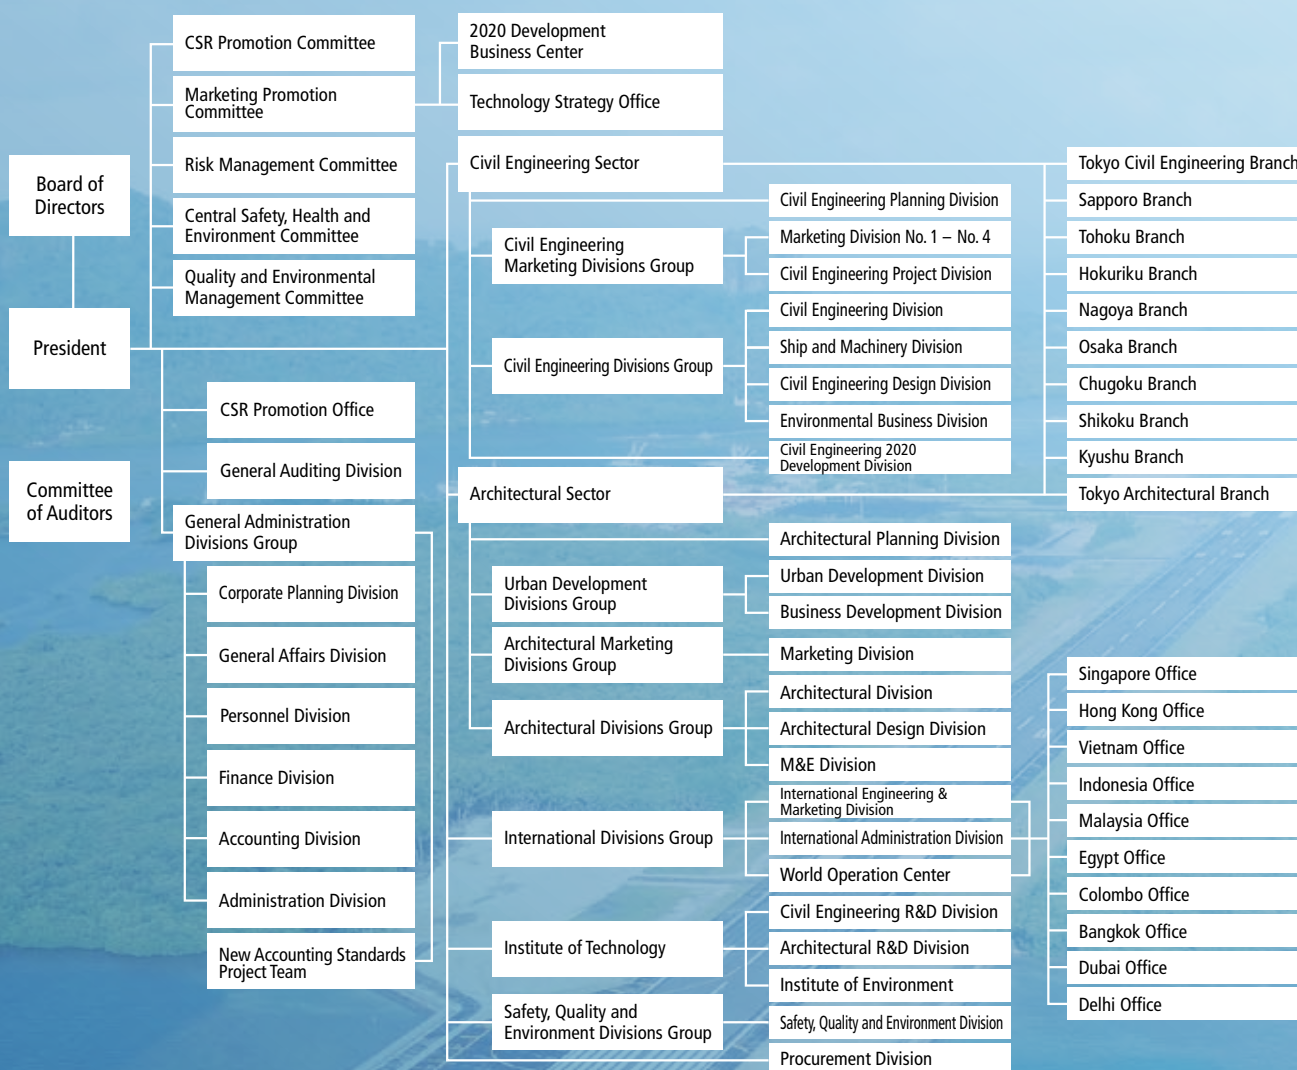 Board of
Directors
President
Committee
of Auditors
CSR Promotion Committee
Marketing Promotion
Committee
Risk Management Committee
Central Safety, Health and
Environment Committee
Quality and Environmental
Management Committee
CSR Promotion Office
General Auditing Division
General Administration
Divisions Group
Corporate Planning Division
General Affairs Division
Personnel Division
Finance Division
Accounting Division
Administration Division
New Accounting Standards
Project Team
2020 Development
Business Center
Technology Strategy Office
Civil Engineering Sector
Civil Engineering Planning Division
Civil Engineering
Marketing Divisions Group
Marketing Division No. 1 – No. 4
Civil Engineering Project Division
Civil Engineering Divisions Group
Civil Engineering Division
Ship and Machinery Division
Civil Engineering Design Division
Environmental Business Division
Civil Engineering 2020
Development Division
Architectural Sector
Architectural Planning Division
Urban Development
Divisions Group
Urban Development Division
Business Development Division
Architectural Marketing
Divisions Group
Marketing Division
Architectural Divisions Group
Architectural Division
Architectural Design Division
M&E Division
International Divisions Group
International Engineering &
Marketing Division
International Administration Division
World Operation Center
Institute of Technology
Civil Engineering R&D Division
Architectural R&D Division
Institute of Environment
Safety, Quality and
Environment Divisions Group
Safety, Quality and Environment Division
Procurement Division
Tokyo Civil Engineering Branch
Sapporo Branch
Tohoku Branch
Hokuriku Branch
Nagoya Branch
Osaka Branch
Chugoku Branch
Shikoku Branch
Kyushu Branch
Tokyo Architectural Branch
Singapore Office
Hong Kong Office
Vietnam Office
Indonesia Office
Malaysia Office
Egypt Office
Colombo Office
Bangkok Office
Dubai Office
Delhi Office